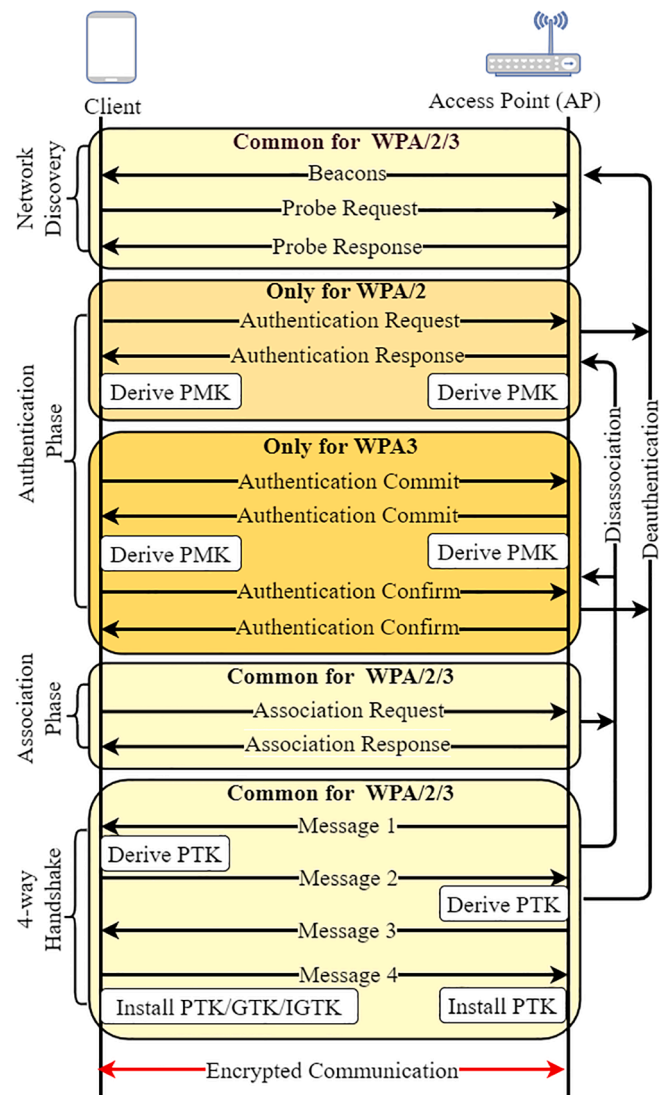 Client
Access Point (AP)
Network
Discovery
Common for WPA/2/3
Beacons
Probe Request
Probe Response
Authentication
Phase
Only for WPA/2
Authentication Request
Authentication Response
Derive PMK
Derive PMK
Only for WPA3
Authentication Commit
Authentication Commit
Derive PMK
Derive PMK
Authentication Confirm
Authentication Confirm
Disassociation
Deauthentication
Association
Phase
Common for WPA/2/3
Association Request
Association Response
4-way
Handshake
Common for WPA/2/3
Message 1
Derive PTK
Message 2
Derive PTK
Message 3
Message 4
Install PTK/GTK/IGTK
Install PTK
Encrypted Communication